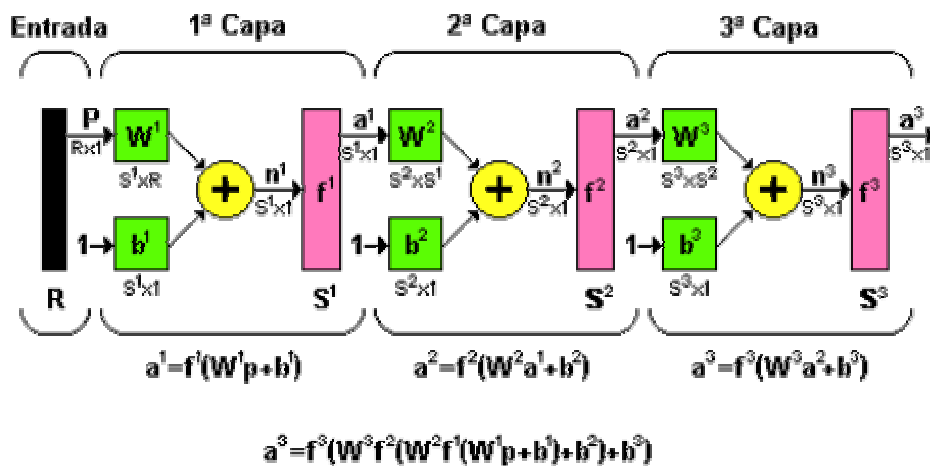 Entrada 1ª Capa 2ª Capa 3ª Capa
P a¹ a² a³
W¹ W² W³
Rx1 S¹x1 S²x1 S³x1
S¹xR S²xS¹ S³xS²
+ n¹ f¹ + n² f² + n³ f³
S¹x1 S²x1 S³x1
1 b¹ 1 b² 1 b³
S¹x1 S²x1 S³x1
R S¹ S² S³
a¹=f¹(W¹p+b¹) a²=f²(W²a¹+b²) a³=f³(W³a²+b³)
a³=f³(W³f²(W²f¹(W¹p+b¹)+b²)+b³)